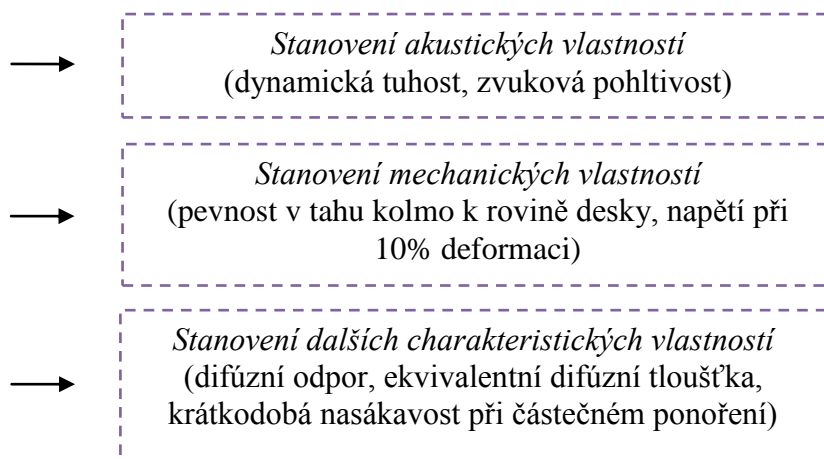 Stanovení akustických vlastností
(dynamická tuhost, zvuková pohltivost)
Stanovení mechanických vlastností
(pevnost v tahu kolmo k rovině desky, napětí při
10% deformaci)
Stanovení dalších charakteristických vlastností
(difúzní odpor, ekvivalentní difúzní tloušťka,
krátkodobá nasákavost při částečném ponoření)